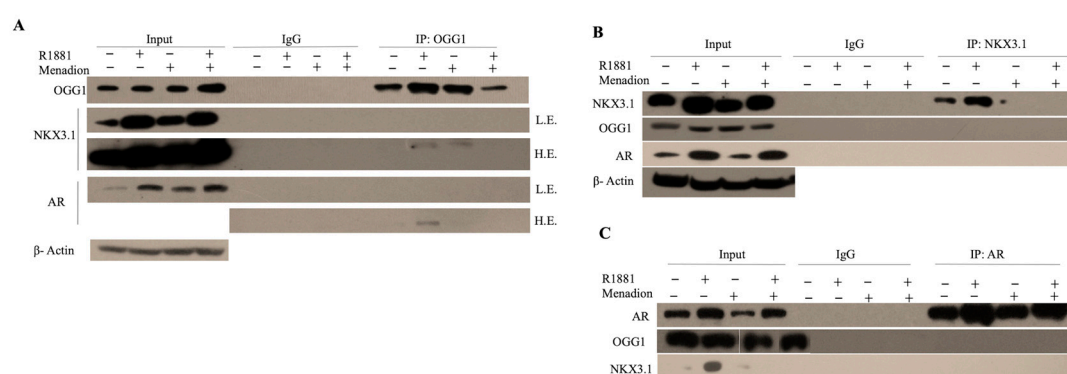 A
Input IgG IP: OGG1
R1881 – + – + – + – + – + – +
Menadion – – + + – – + + – – + +
OGG1
NKX3.1 L.E.
H.E.
AR L.E.
H.E.
β- Actin
B
Input IgG IP: NKX3.1
R1881 – + – + – + – + – + – +
Menadion – – + + – – + + – – + +
NKX3.1
OGG1
AR
β- Actin
C
Input IgG IP: AR
R1881 – + – + – + – + – + – +
Menadion – – + + – – + + – – + +
AR
OGG1
NKX3.1